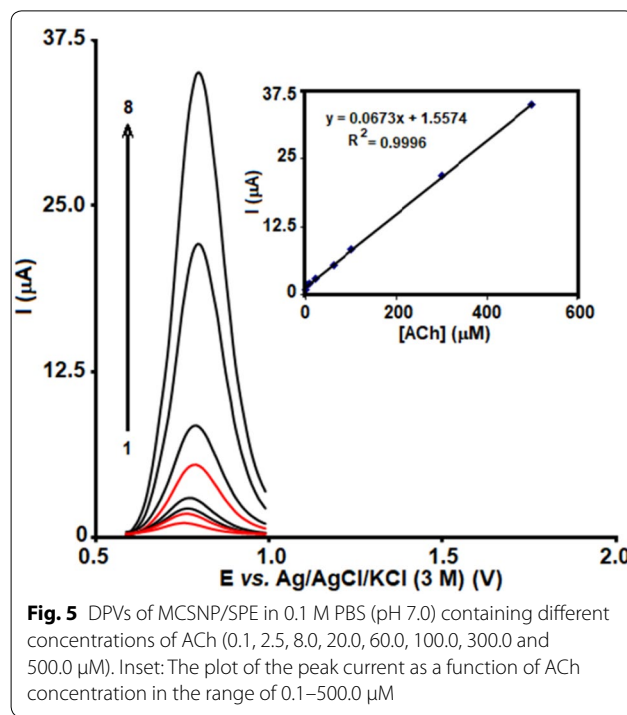 37.5
25.0
12.5
0
I (µA)
8
1
0.5
1.0
1.5
2.0
E vs. Ag/AgCl/KCl (3 M) (V)
37.5
25
12.5
0
I (µA)
y = 0.0673x + 1.5574
R² = 0.9996
0
200
400
600
[ACh] (µM)
Fig. 5 DPVs of MCSNP/SPE in 0.1 M PBS (pH 7.0) containing different
concentrations of ACh (0.1, 2.5, 8.0, 20.0, 60.0, 100.0, 300.0 and
500.0 µM). Inset: The plot of the peak current as a function of ACh
concentration in the range of 0.1–500.0 µM